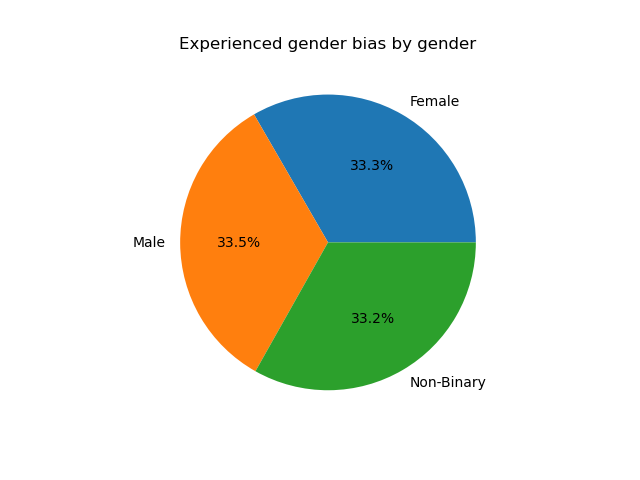 Experienced gender bias by gender
Female
33.3%
Male
33.5%
33.2%
Non-Binary